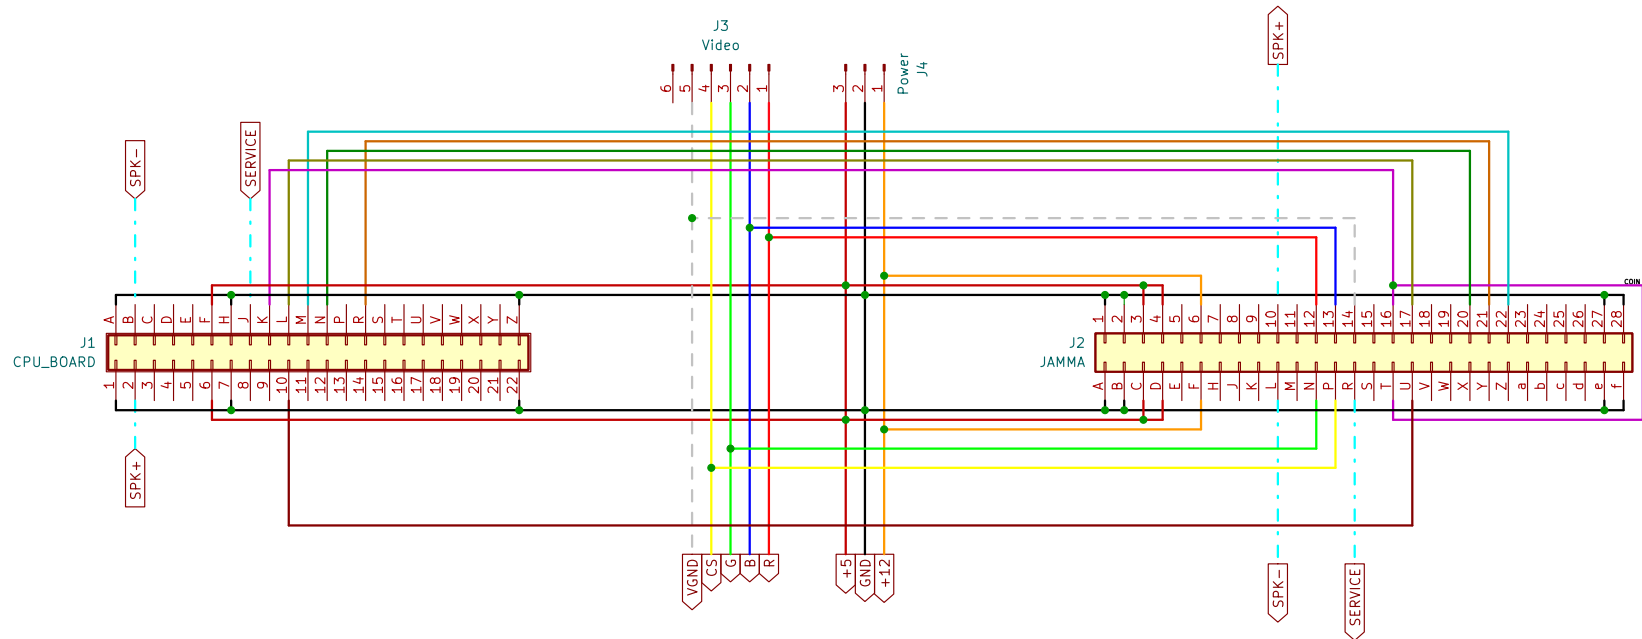 J3
Video
6 5 4 3 2 1
3 2 1
Power
J4
SPK+
SPK-
SERVICE
COIN
A B C D E F H J K L M N P R S T U V W X Y Z
J1
CPU_BOARD
1 2 3 4 5 6 7 8 9 10 11 12 13 14 15 16 17 18 19 20 21 22
SPK+
1 2 3 4 5 6 7 8 9 10 11 12 13 14 15 16 17 18 19 20 21 22 23 24 25 26 27 28
J2
JAMMA
A B C D E F H J K L M N P R S T U V W X Y Z a b c d e f
VGND
CS
G
B
R
+5
GND
+12
SPK-
SERVICE